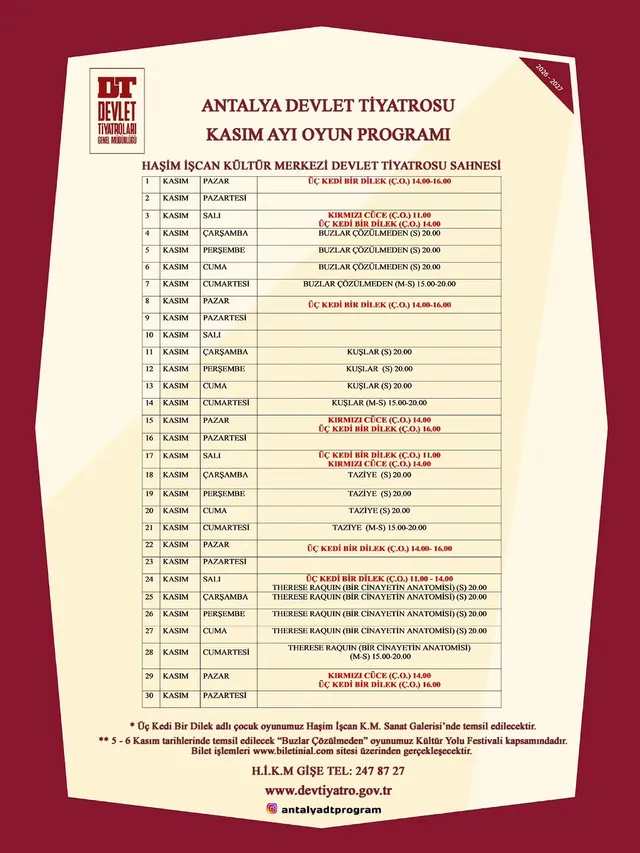 DT
DEVLET
TİYATROLARI
GENEL MÜDÜRLÜĞÜ
2026 - 2027
ANTALYA DEVLET TİYATROSU
KASIM AYI OYUN PROGRAMI
HAŞİM İŞCAN KÜLTÜR MERKEZİ DEVLET TİYATROSU SAHNESİ
1 KASIM PAZAR ÜÇ KEDİ BİR DİLEK (Ç.O.) 14.00-16.00
2 KASIM PAZARTESİ
3 KASIM SALI KIRMIZI CÜCE (Ç.O.) 11.00
ÜÇ KEDİ BİR DİLEK (Ç.O.) 14.00
4 KASIM ÇARŞAMBA BUZLAR ÇÖZÜLMEDEN (S) 20.00
5 KASIM PERŞEMBE BUZLAR ÇÖZÜLMEDEN (S) 20.00
6 KASIM CUMA BUZLAR ÇÖZÜLMEDEN (S) 20.00
7 KASIM CUMARTESİ BUZLAR ÇÖZÜLMEDEN (M-S) 15.00-20.00
8 KASIM PAZAR ÜÇ KEDİ BİR DİLEK (Ç.O.) 14.00-16.00
9 KASIM PAZARTESİ
10 KASIM SALI
11 KASIM ÇARŞAMBA KUŞLAR (S) 20.00
12 KASIM PERŞEMBE KUŞLAR (S) 20.00
13 KASIM CUMA KUŞLAR (S) 20.00
14 KASIM CUMARTESİ KUŞLAR (M-S) 15.00-20.00
15 KASIM PAZAR KIRMIZI CÜCE (Ç.O.) 14.00
ÜÇ KEDİ BİR DİLEK (Ç.O.) 16.00
16 KASIM PAZARTESİ
17 KASIM SALI ÜÇ KEDİ BİR DİLEK (Ç.O.) 11.00
KIRMIZI CÜCE (Ç.O.) 14.00
18 KASIM ÇARŞAMBA TAZİYE (S) 20.00
19 KASIM PERŞEMBE TAZİYE (S) 20.00
20 KASIM CUMA TAZİYE (S) 20.00
21 KASIM CUMARTESİ TAZİYE (M-S) 15.00-20.00
22 KASIM PAZAR ÜÇ KEDİ BİR DİLEK (Ç.O.) 14.00- 16.00
23 KASIM PAZARTESİ
24 KASIM SALI ÜÇ KEDİ BİR DİLEK (Ç.O.) 11.00 - 14.00
THERESE RAQUIN (BİR CİNAYETİN ANATOMİSİ) (S) 20.00
25 KASIM ÇARŞAMBA THERESE RAQUIN (BİR CİNAYETİN ANATOMİSİ) (S) 20.00
26 KASIM PERŞEMBE THERESE RAQUIN (BİR CİNAYETİN ANATOMİSİ) (S) 20.00
27 KASIM CUMA THERESE RAQUIN (BİR CİNAYETİN ANATOMİSİ) (S) 20.00
28 KASIM CUMARTESİ THERESE RAQUIN (BİR CİNAYETİN ANATOMİSİ)
(M-S) 15.00-20.00
29 KASIM PAZAR KIRMIZI CÜCE (Ç.O.) 14.00
ÜÇ KEDİ BİR DİLEK (Ç.O.) 16.00
30 KASIM PAZARTESİ
* Üç Kedi Bir Dilek adlı çocuk oyunumuz Haşim İşcan K.M. Sanat Galerisi'nde temsil edilecektir.
** 5 - 6 Kasım tarihlerinde temsil edilecek "Buzlar Çözülmeden" oyunumuz Kültür Yolu Festivali kapsamındadır.
Bilet işlemleri www.biletinial.com sitesi üzerinden gerçekleşecektir.
H.İ.K.M GİŞE TEL: 247 87 27
www.devtiyatro.gov.tr
antalyadtprogram